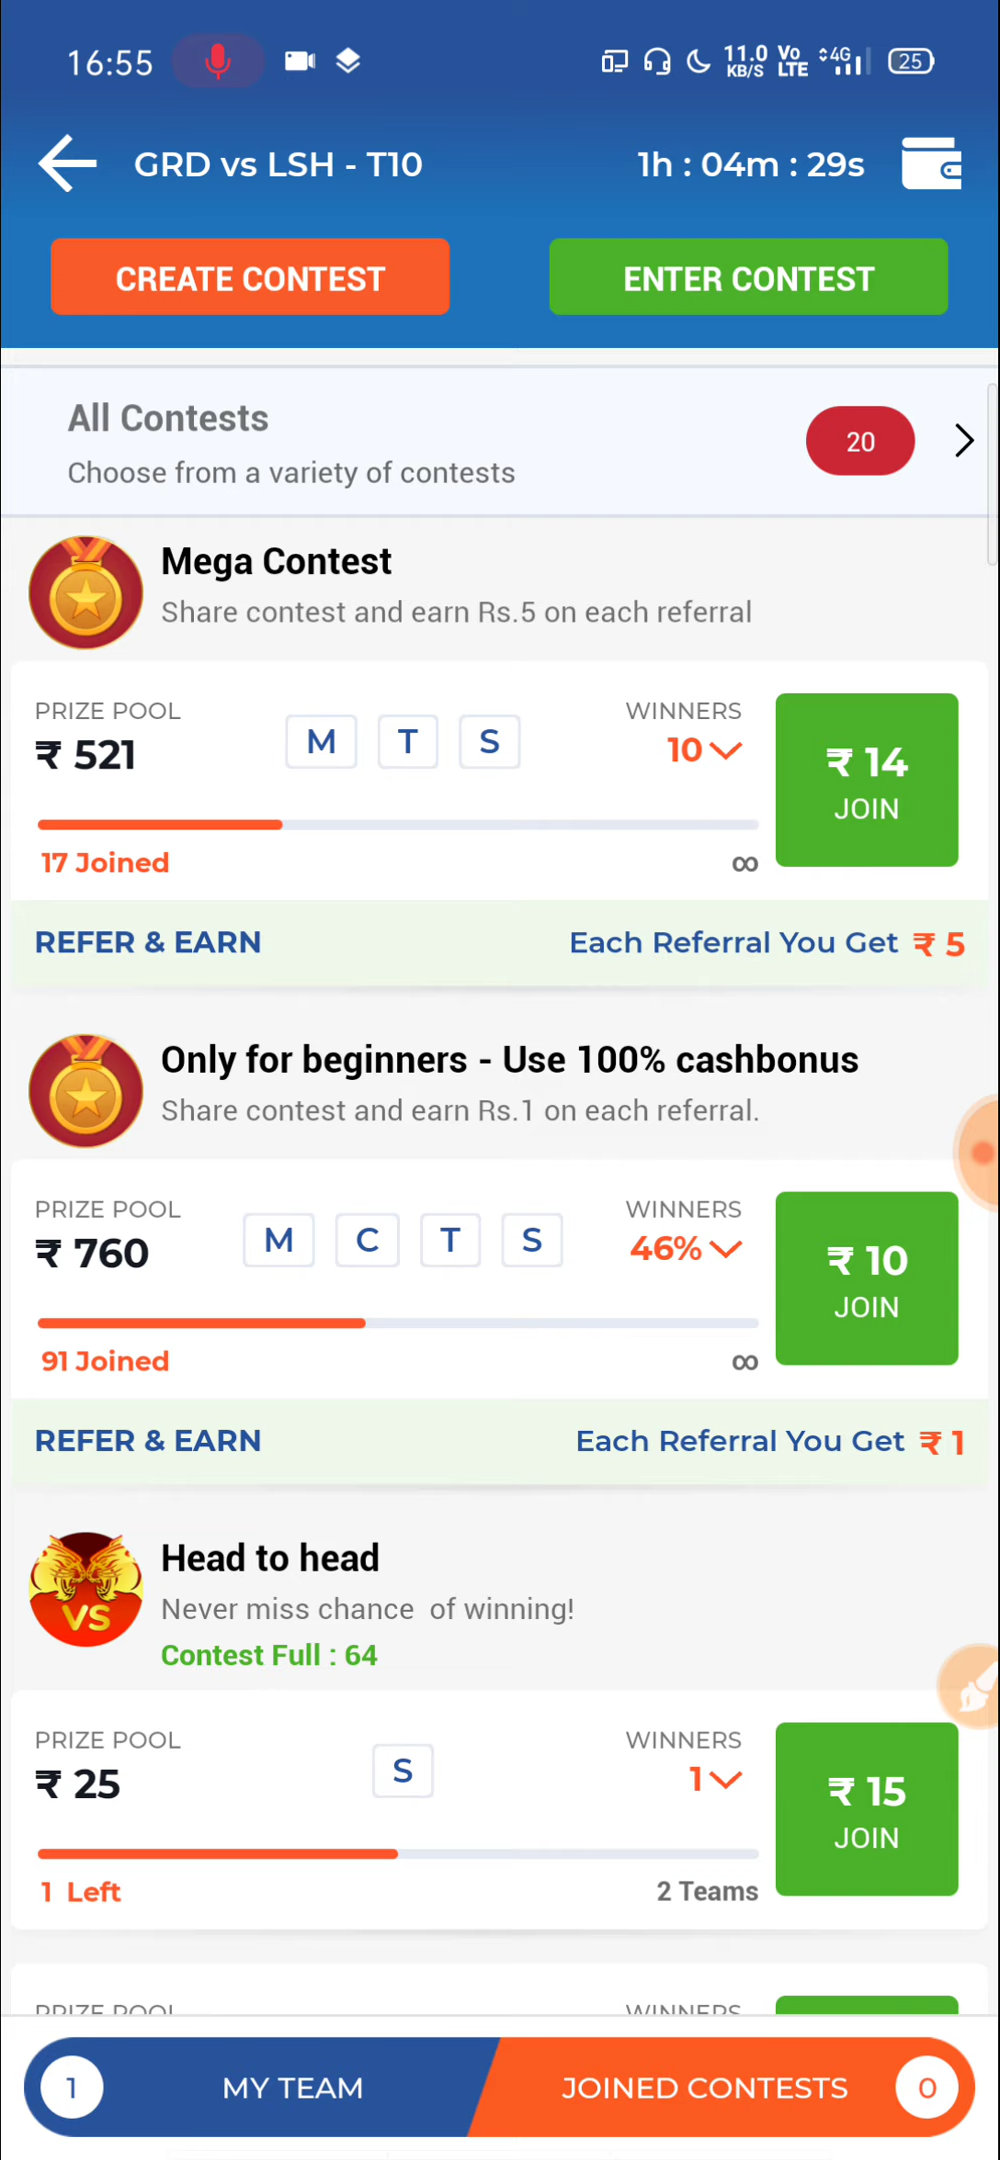 16:55
11.0 KB/S
Vo LTE
4G
25
GRD vs LSH - T10
1h : 04m : 29s
CREATE CONTEST
ENTER CONTEST
All Contests
Choose from a variety of contests
20
Mega Contest
Share contest and earn Rs.5 on each referral
PRIZE POOL
WINNERS
₹ 521
M T S
10
₹ 14
JOIN
17 Joined
∞
REFER & EARN
Each Referral You Get ₹ 5
Only for beginners - Use 100% cashbonus
Share contest and earn Rs.1 on each referral.
PRIZE POOL
WINNERS
₹ 760
M C T S
46%
₹ 10
JOIN
91 Joined
∞
REFER & EARN
Each Referral You Get ₹ 1
VS
Head to head
Never miss chance  of winning!
Contest Full : 64
PRIZE POOL
WINNERS
₹ 25
S
1
₹ 15
JOIN
1 Left
2 Teams
PRIZE POOL
WINNERS
1
MY TEAM
JOINED CONTESTS
0